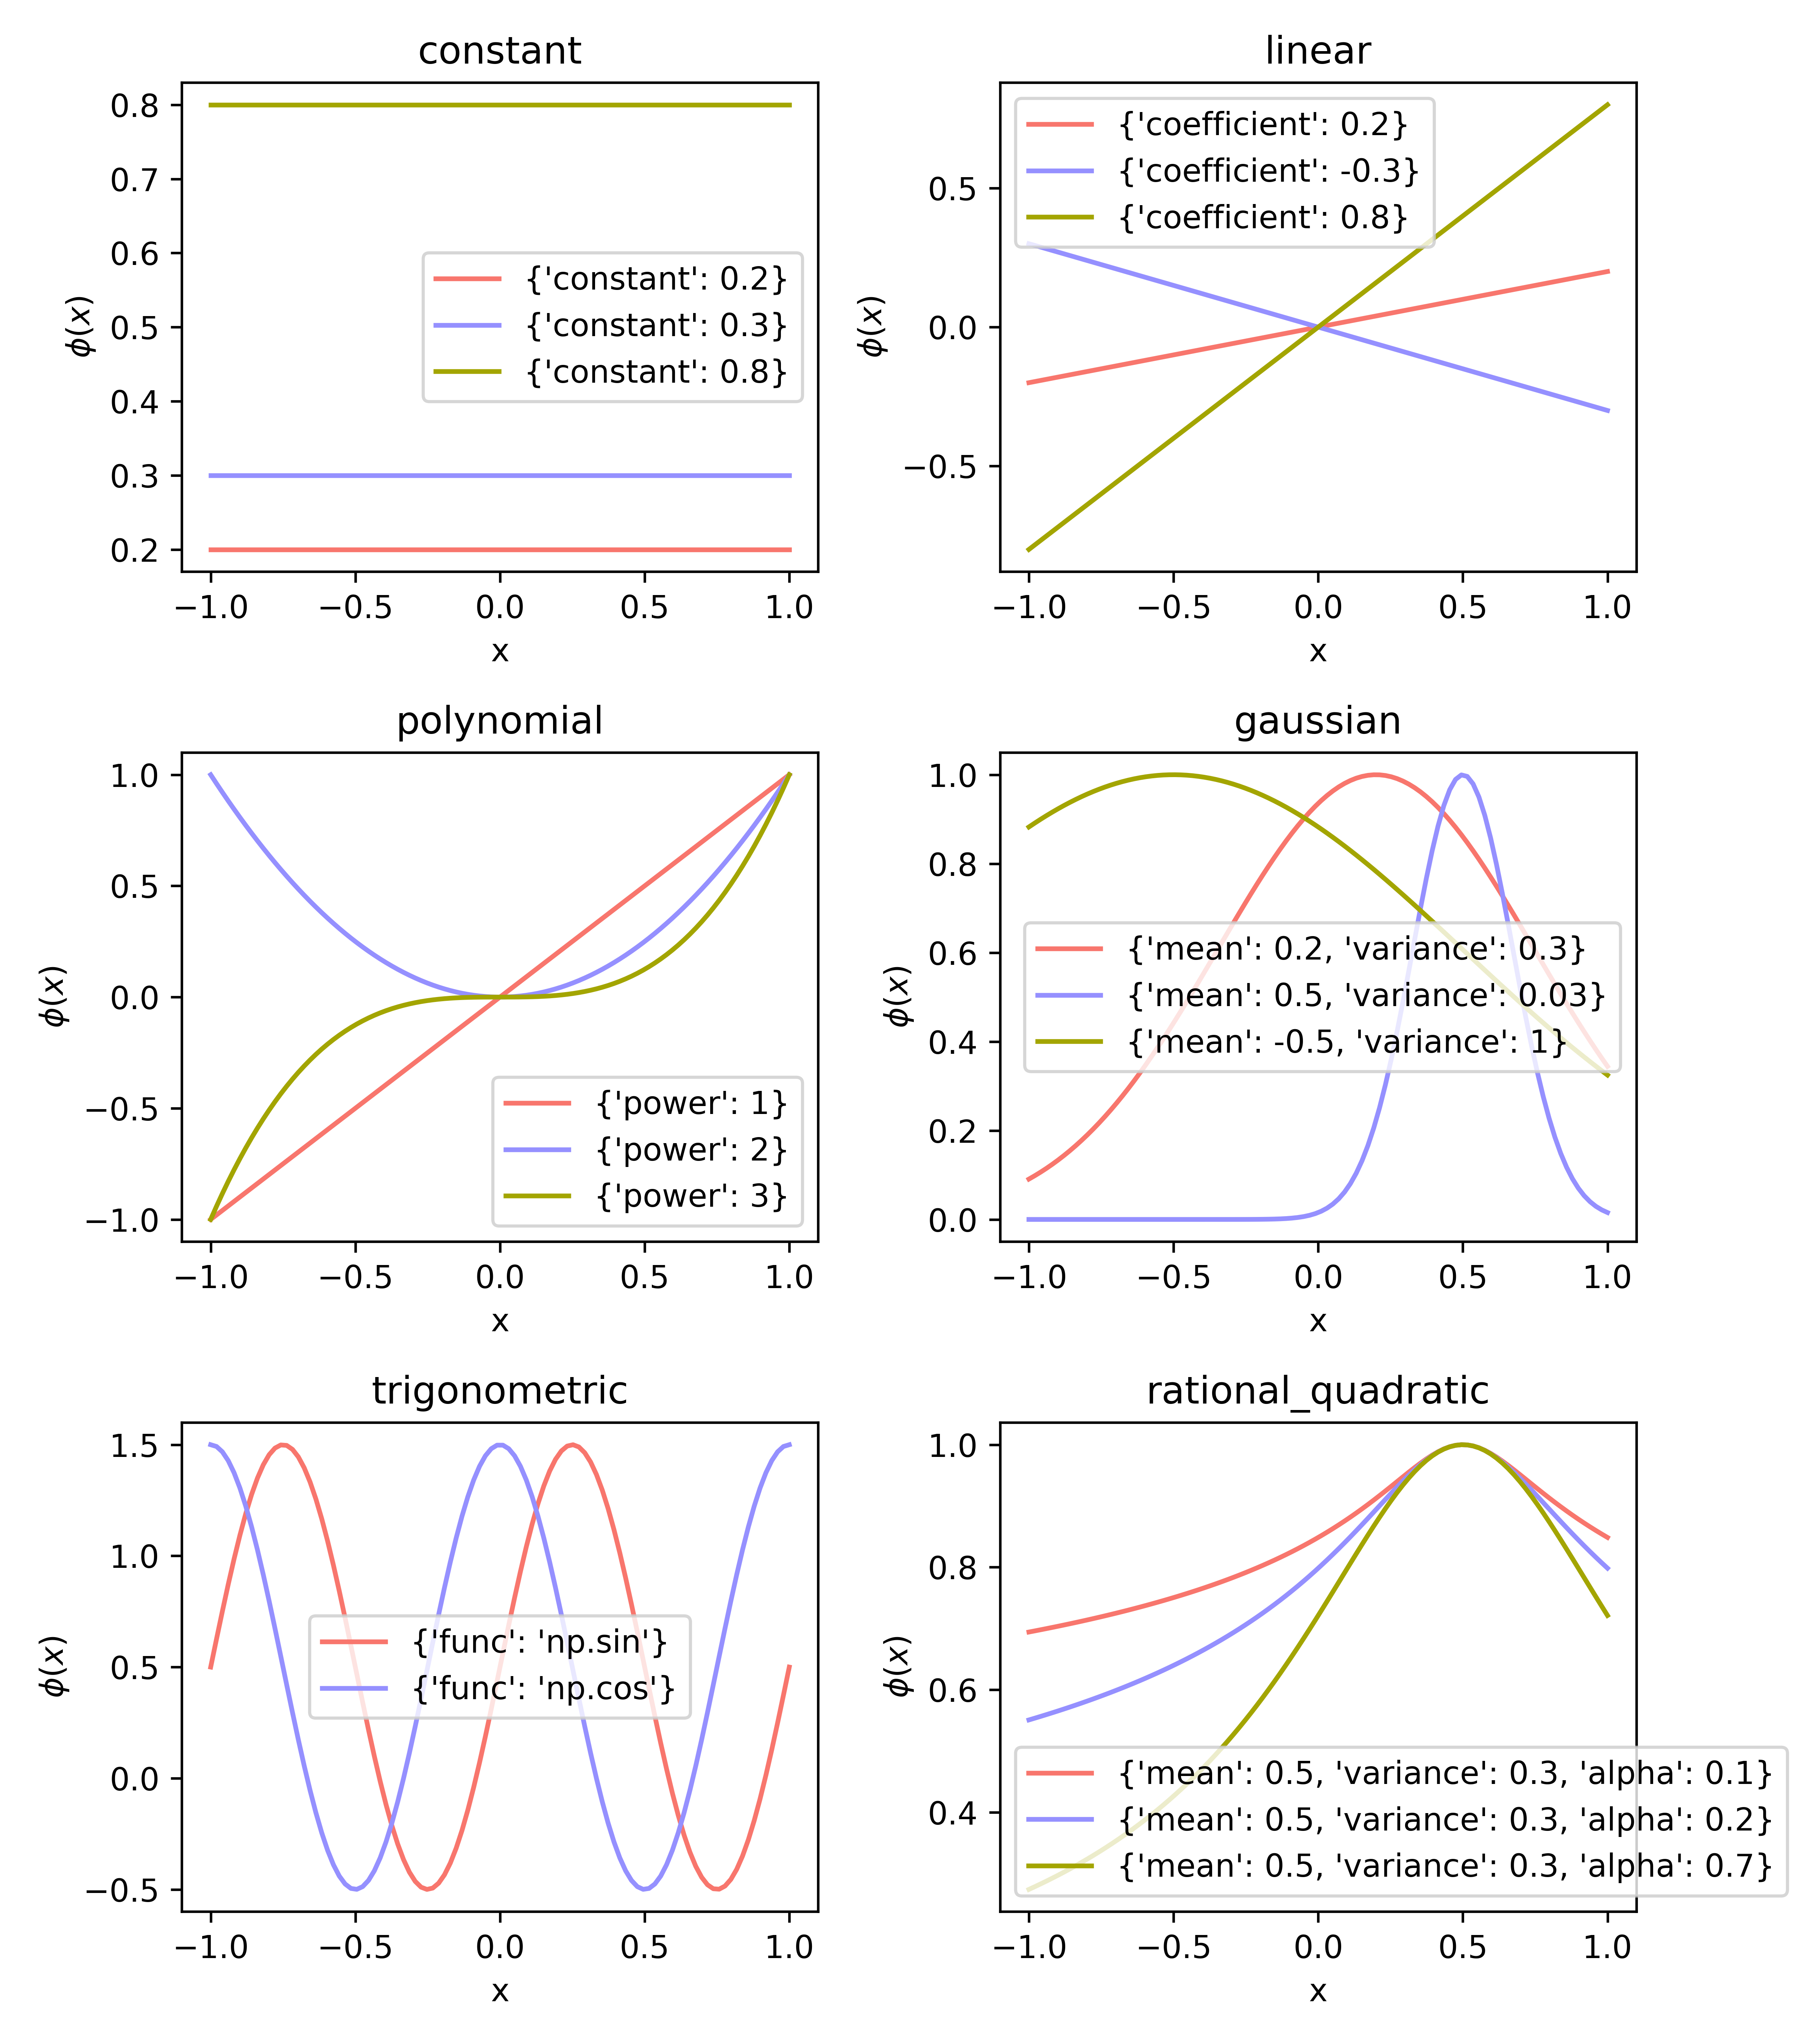 constant
0.8
0.7
0.6
0.5
0.4
0.3
0.2
ϕ(x)
{'constant': 0.2}
{'constant': 0.3}
{'constant': 0.8}
−1.0 −0.5 0.0 0.5 1.0
x
linear
0.5
0.0
−0.5
ϕ(x)
{'coefficient': 0.2}
{'coefficient': -0.3}
{'coefficient': 0.8}
−1.0 −0.5 0.0 0.5 1.0
x
polynomial
1.0
0.5
0.0
−0.5
−1.0
ϕ(x)
{'power': 1}
{'power': 2}
{'power': 3}
−1.0 −0.5 0.0 0.5 1.0
x
gaussian
1.0
0.8
0.6
0.4
0.2
0.0
ϕ(x)
{'mean': 0.2, 'variance': 0.3}
{'mean': 0.5, 'variance': 0.03}
{'mean': -0.5, 'variance': 1}
−1.0 −0.5 0.0 0.5 1.0
x
trigonometric
1.5
1.0
0.5
0.0
−0.5
ϕ(x)
{'func': 'np.sin'}
{'func': 'np.cos'}
−1.0 −0.5 0.0 0.5 1.0
x
rational_quadratic
1.0
0.8
0.6
0.4
ϕ(x)
{'mean': 0.5, 'variance': 0.3, 'alpha': 0.1}
{'mean': 0.5, 'variance': 0.3, 'alpha': 0.2}
{'mean': 0.5, 'variance': 0.3, 'alpha': 0.7}
−1.0 −0.5 0.0 0.5 1.0
x